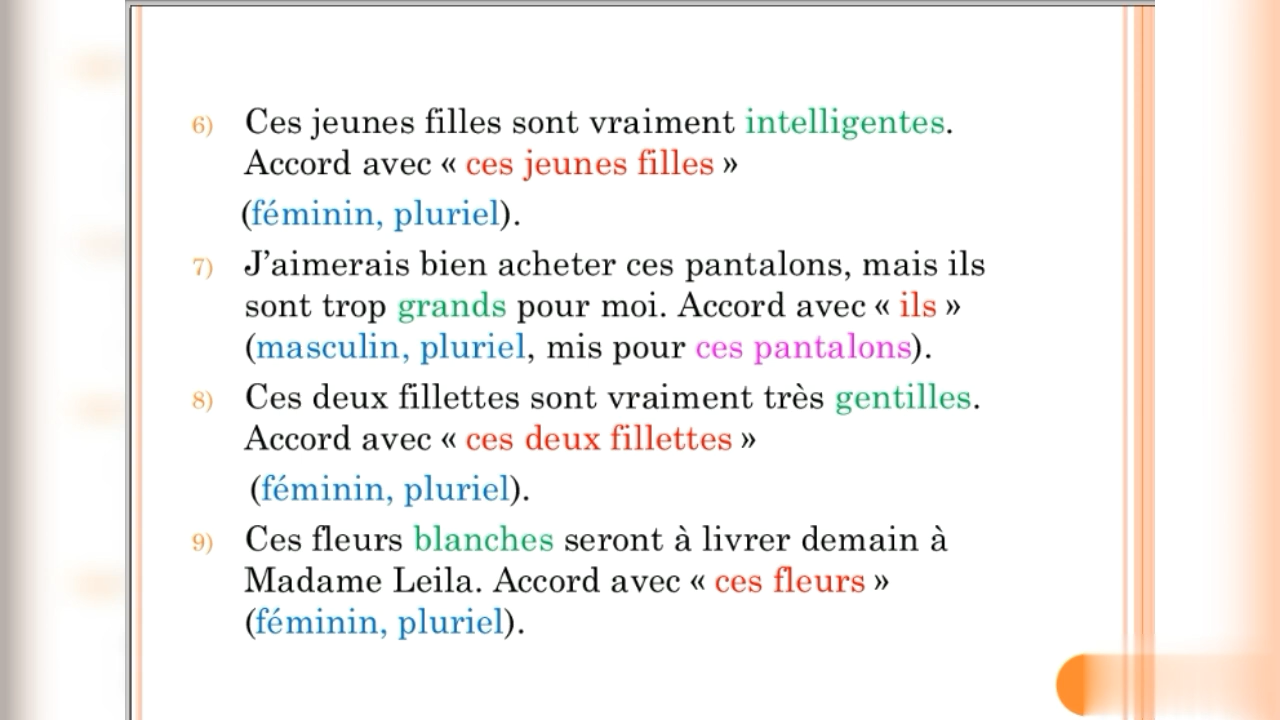 6) Ces jeunes filles sont vraiment intelligentes.
Accord avec « ces jeunes filles »
(féminin, pluriel).
7) J’aimerais bien acheter ces pantalons, mais ils
sont trop grands pour moi. Accord avec « ils »
(masculin, pluriel, mis pour ces pantalons).
8) Ces deux fillettes sont vraiment très gentilles.
Accord avec « ces deux fillettes »
(féminin, pluriel).
9) Ces fleurs blanches seront à livrer demain à
Madame Leila. Accord avec « ces fleurs »
(féminin, pluriel).